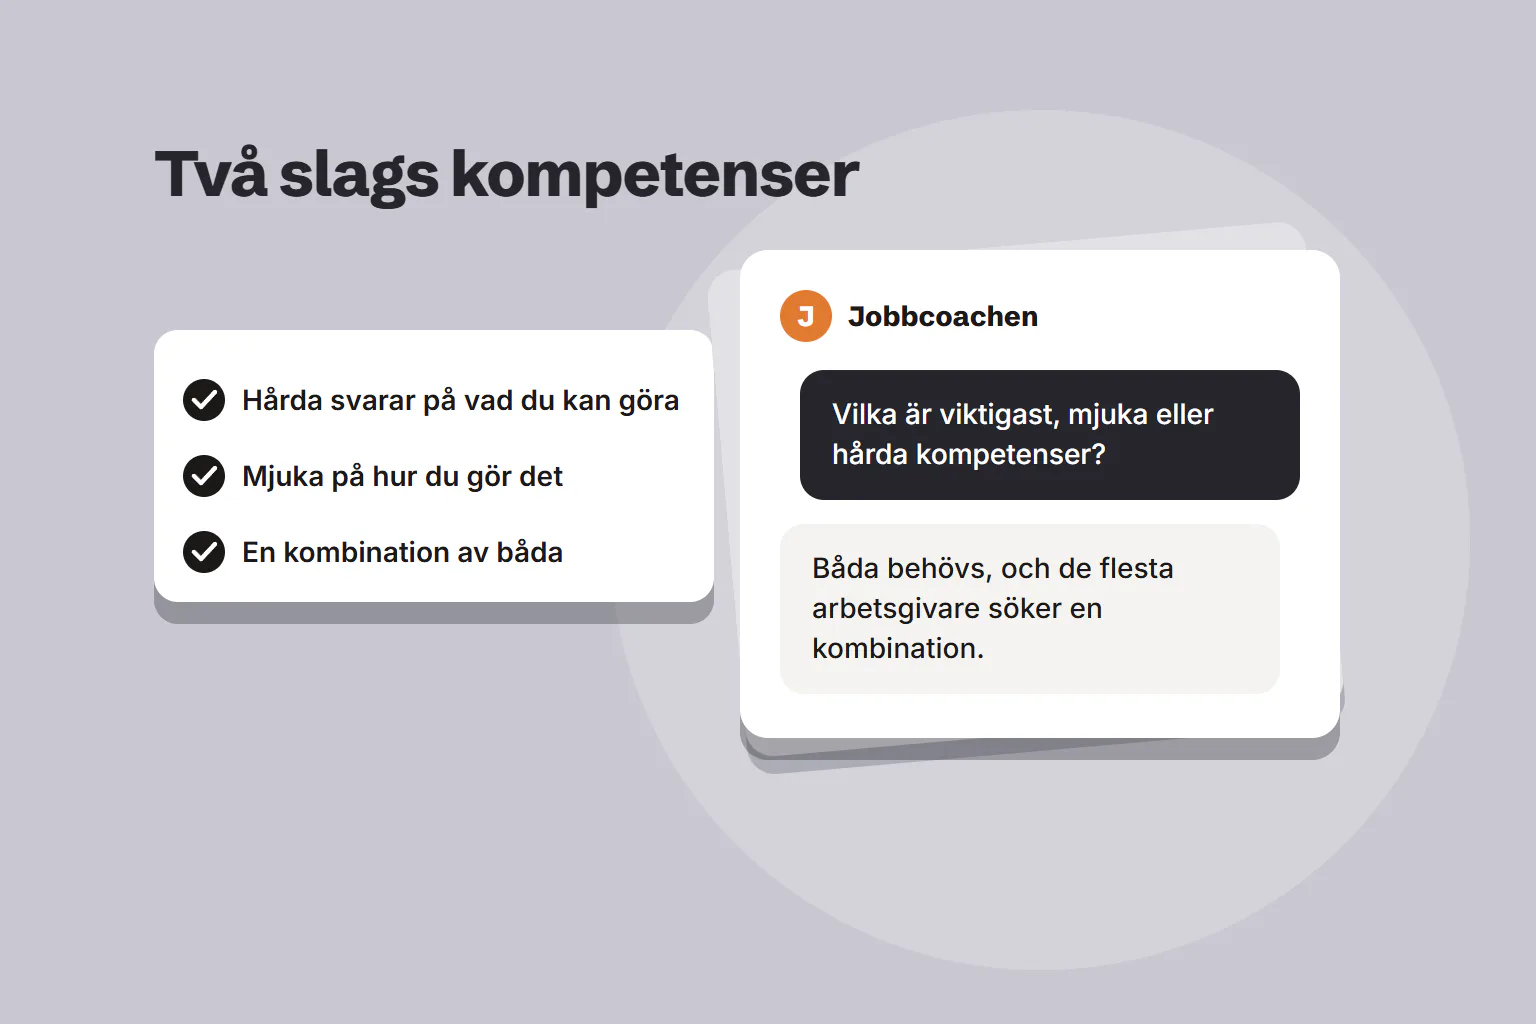 Två slags kompetenser
Hårda svarar på vad du kan göra
Mjuka på hur du gör det
En kombination av båda
J
Jobbcoachen
Vilka är viktigast, mjuka eller
hårda kompetenser?
Båda behövs, och de flesta
arbetsgivare söker en
kombination.